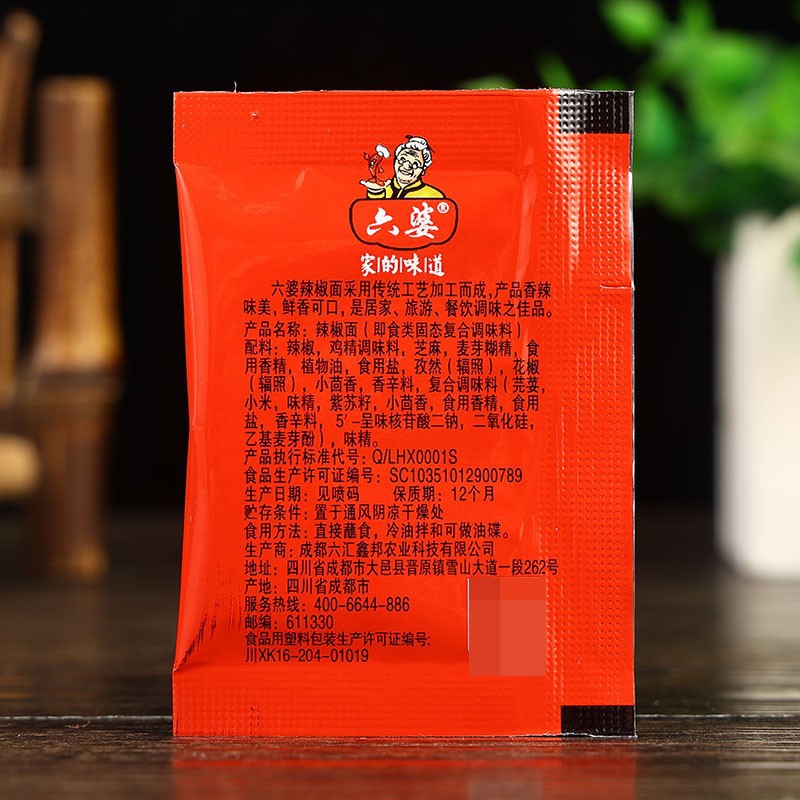 六婆®
家的味道
六婆辣椒面采用传统工艺加工而成,产品香辣
味美,鲜香可口,是居家、旅游、餐饮调味之佳品。
产品名称:辣椒面(即食类固态复合调味料)
配料:辣椒,鸡精调味料,芝麻,麦芽糊精,食
用香精,植物油,食用盐,孜然(辐照),花椒
(辐照),小茴香,香辛料,复合调味料(芫荽,
小米,味精,紫苏籽,小茴香,食用香精,食用
盐,香辛料,5′-呈味核苷酸二钠,二氧化硅,
乙基麦芽酚),味精。
产品执行标准代号:Q/LHX0001S
食品生产许可证编号:SC10351012900789
生产日期:见喷码 保质期:12个月
贮存条件:置于通风阴凉干燥处
食用方法:直接蘸食,冷油拌和可做油碟。
生产商:成都六汇鑫邦农业科技有限公司
地址:四川省成都市大邑县晋原镇雪山大道一段262号
产地:四川省成都市
服务热线:400-6644-886
邮编:611330
食品用塑料包装生产许可证编号:
川XK16-204-01019